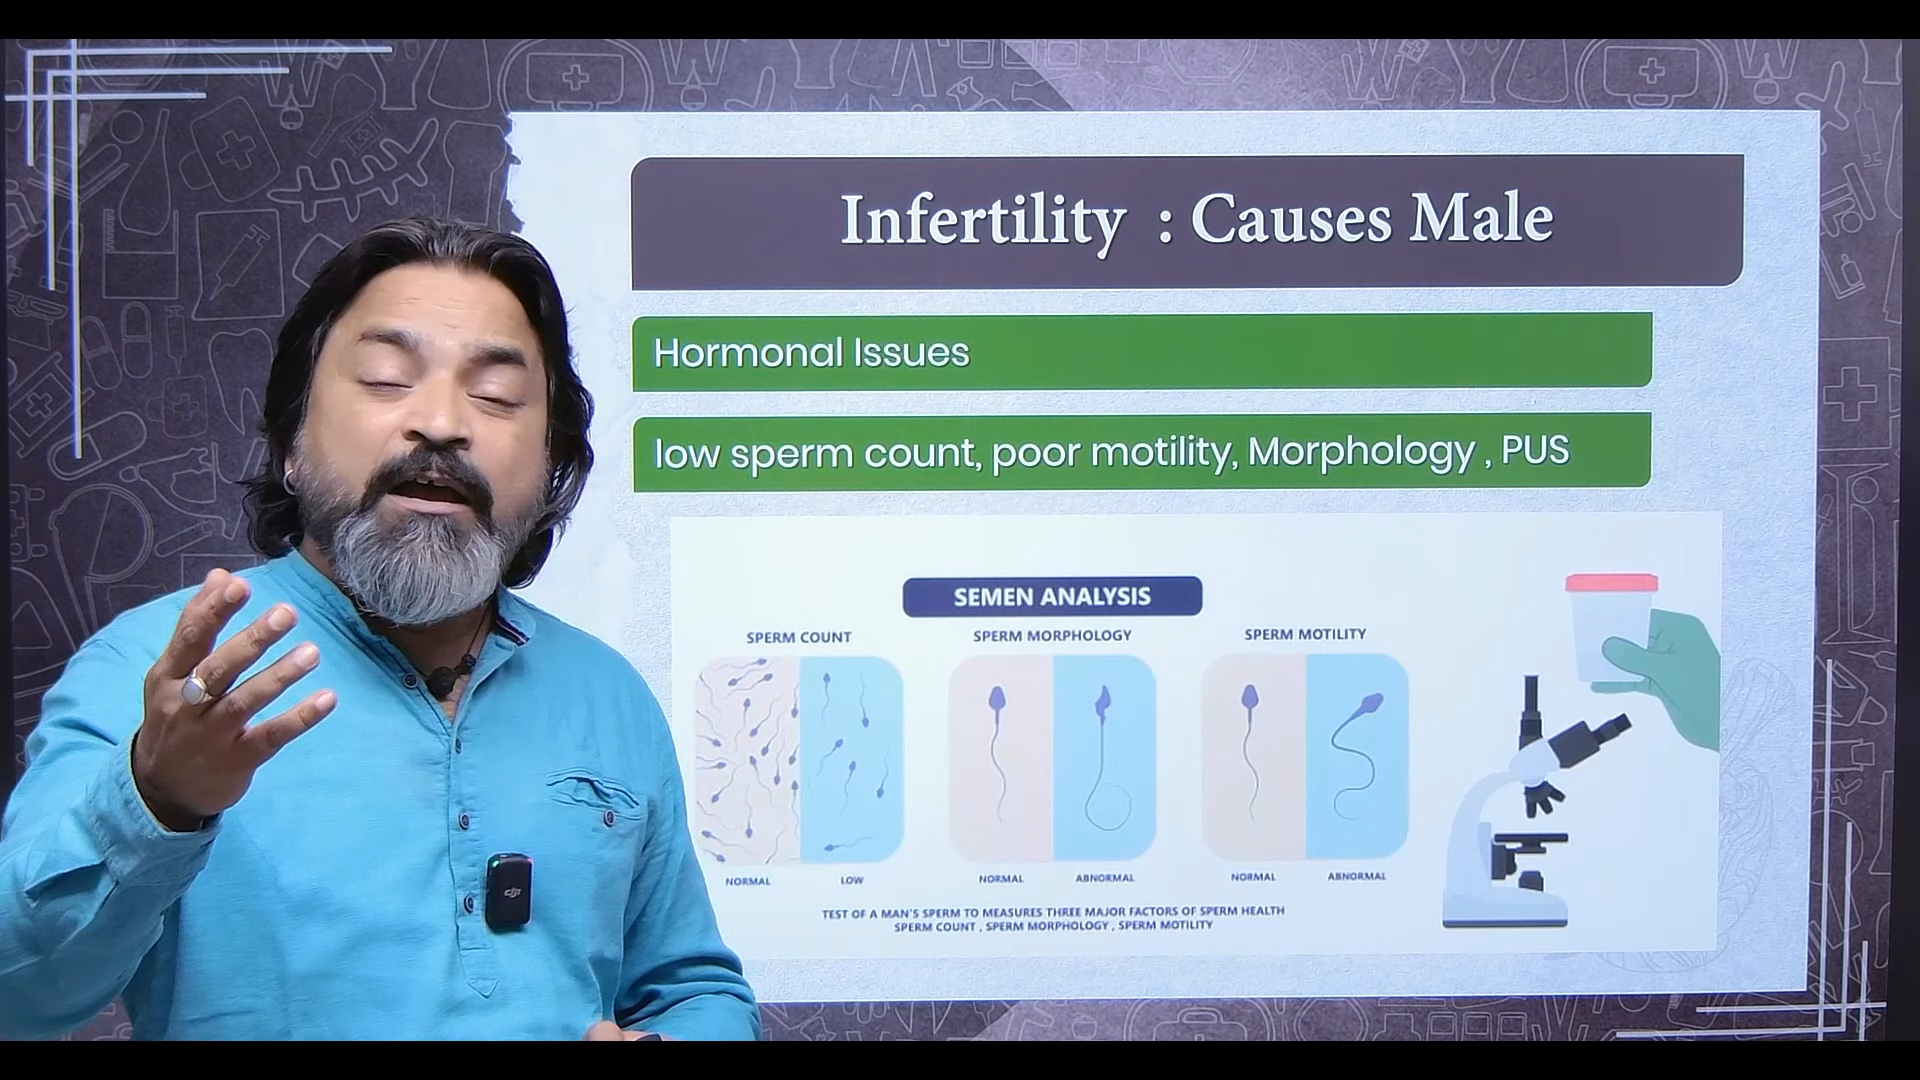 Infertility : Causes Male
Hormonal Issues
low sperm count, poor motility, Morphology , PUS
SEMEN ANALYSIS
SPERM COUNT
SPERM MORPHOLOGY
SPERM MOTILITY
NORMAL
LOW
NORMAL
ABNORMAL
NORMAL
ABNORMAL
TEST OF A MAN'S SPERM TO MEASURES THREE MAJOR FACTORS OF SPERM HEALTH
SPERM COUNT , SPERM MORPHOLOGY , SPERM MOTILITY
dji